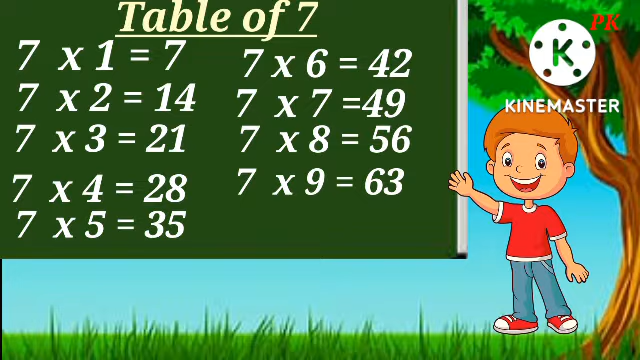 Table of 7
7 x 1 = 7
7 x 2 = 14
7 x 3 = 21
7 x 4 = 28
7 x 5 = 35
7 x 6 = 42
7 x 7 =49
7 x 8 = 56
7 x 9 = 63
PK
K
KINEMASTER